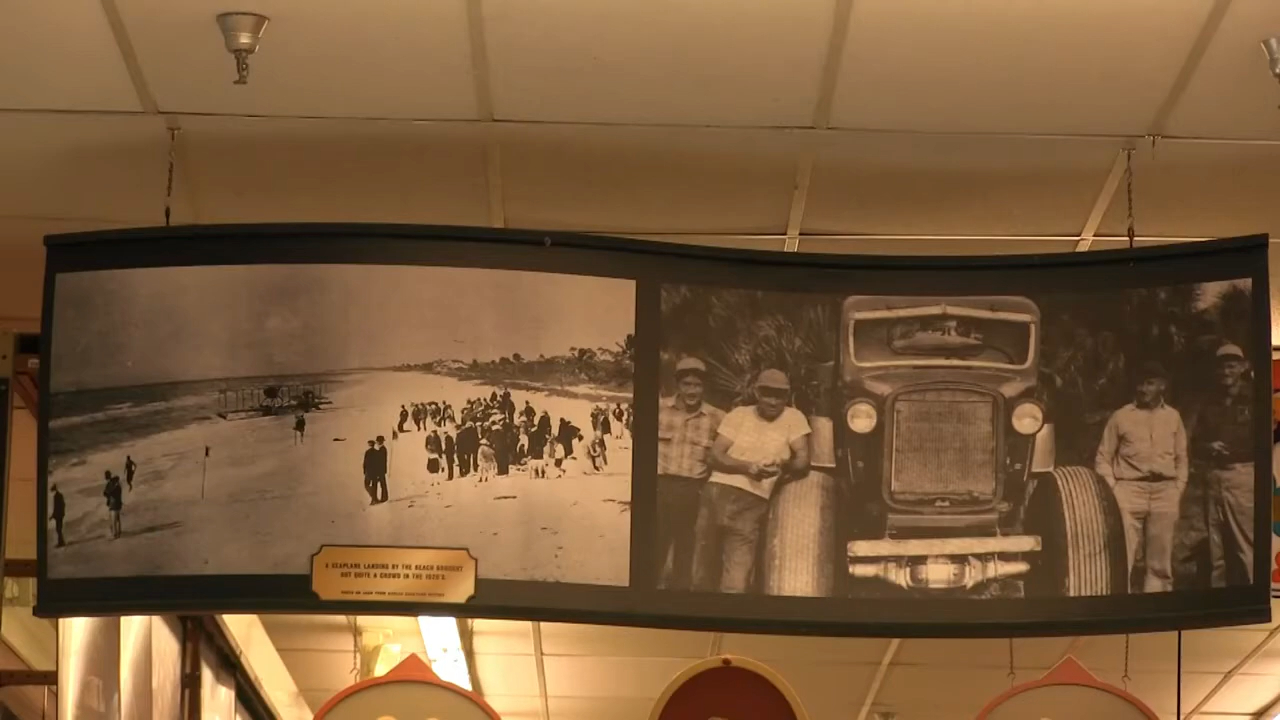 A SEAPLANE LANDING BY THE BEACH BROUGHT
OUT QUITE A CROWD IN THE 1920'S.